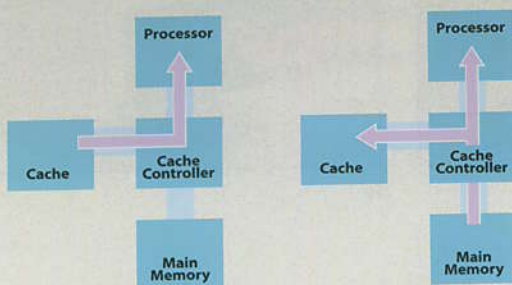 Processor
Cache
Cache
Controller
Main
Memory
Processor
Cache
Cache
Controller
Main
Memory